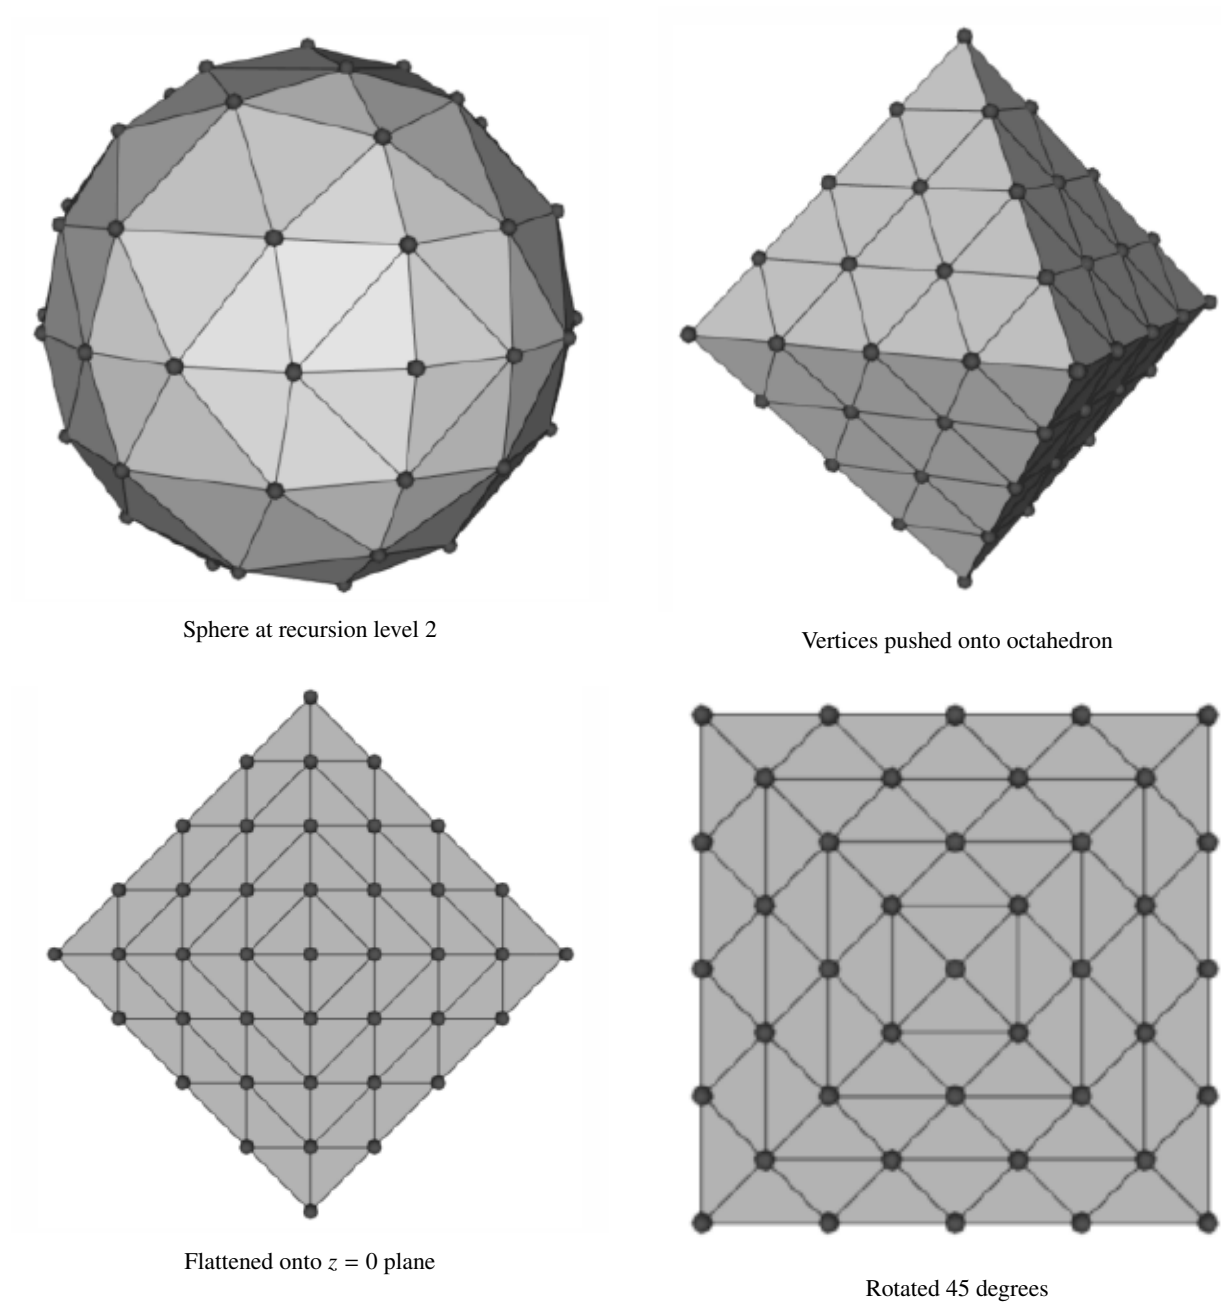 Sphere at recursion level 2
Vertices pushed onto octahedron
Flattened onto z = 0 plane
Rotated 45 degrees